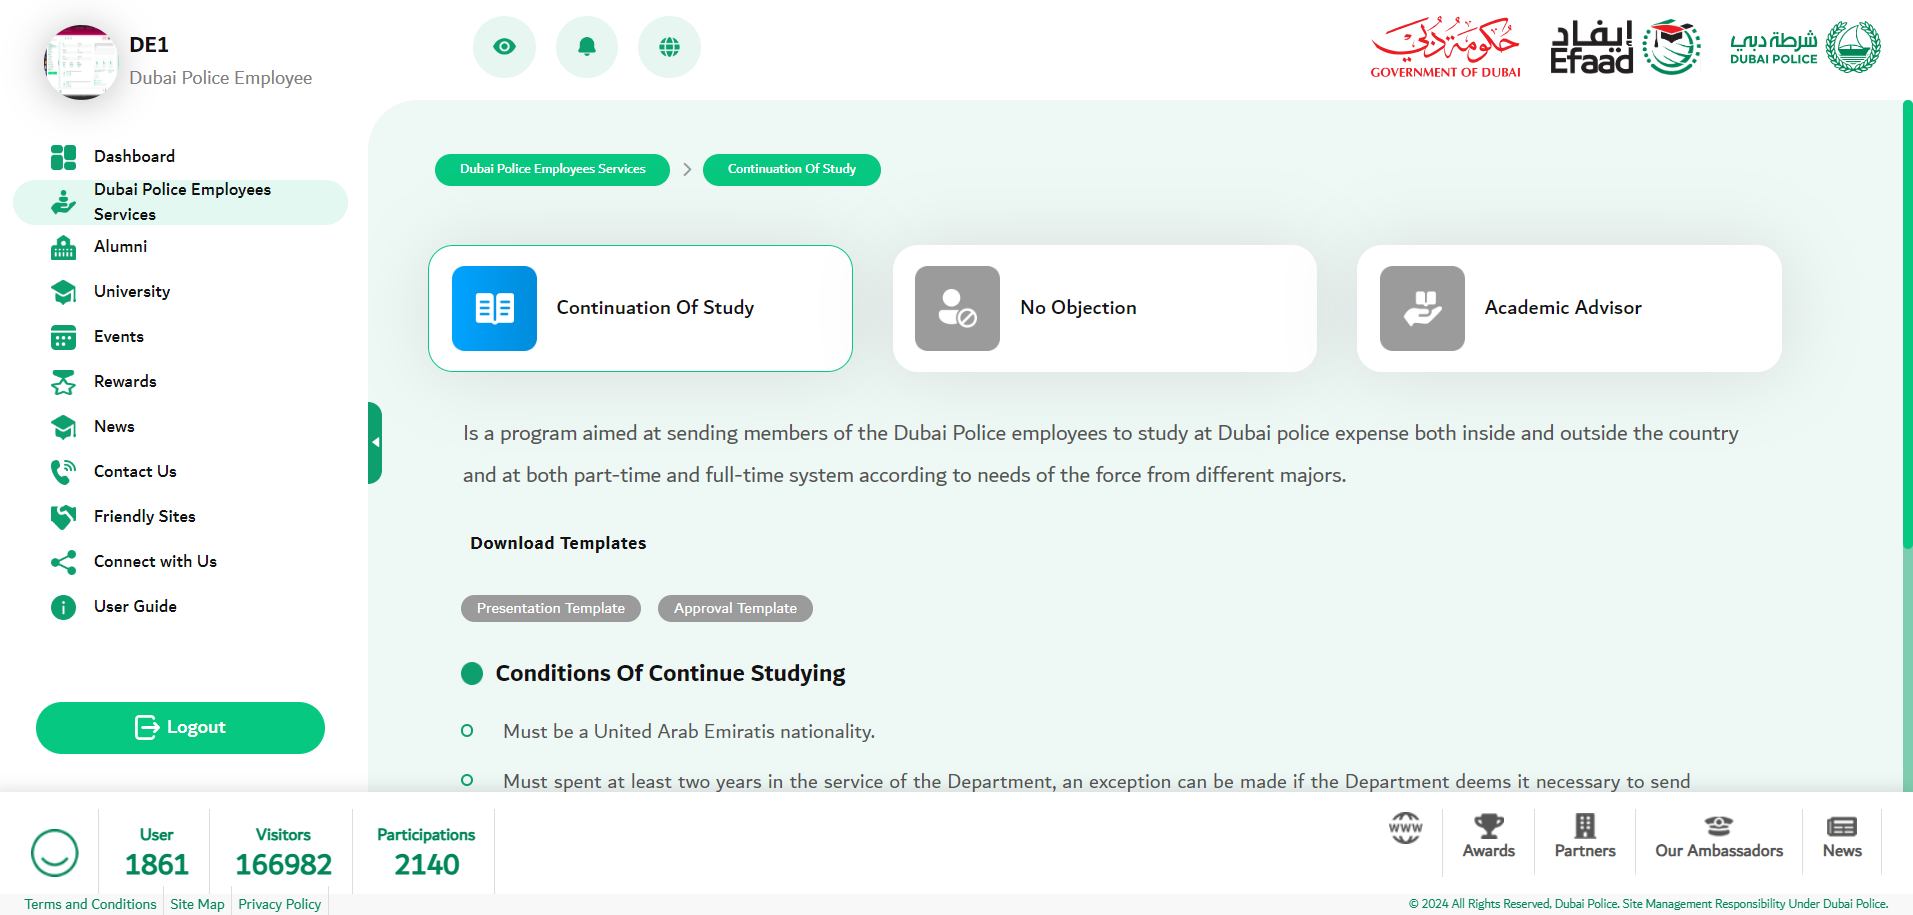 DE1
Dubai Police Employee
حكومة دبي
GOVERNMENT OF DUBAI
إيفاد
Efaad
شرطة دبي
DUBAI POLICE
Dashboard
Dubai Police Employees
Services
Alumni
University
Events
Rewards
News
Contact Us
Friendly Sites
Connect with Us
User Guide
Logout
Dubai Police Employees Services
Continuation Of Study
Continuation Of Study
No Objection
Academic Advisor
Is a program aimed at sending members of the Dubai Police employees to study at Dubai police expense both inside and outside the country
and at both part-time and full-time system according to needs of the force from different majors.
Download Templates
Presentation Template
Approval Template
Conditions Of Continue Studying
Must be a United Arab Emiratis nationality.
Must spent at least two years in the service of the Department, an exception can be made if the Department deems it necessary to send
User
1861
Visitors
166982
Participations
2140
WWW
Awards
Partners
Our Ambassadors
News
Terms and Conditions
Site Map
Privacy Policy
© 2024 All Rights Reserved, Dubai Police. Site Management Responsibility Under Dubai Police.